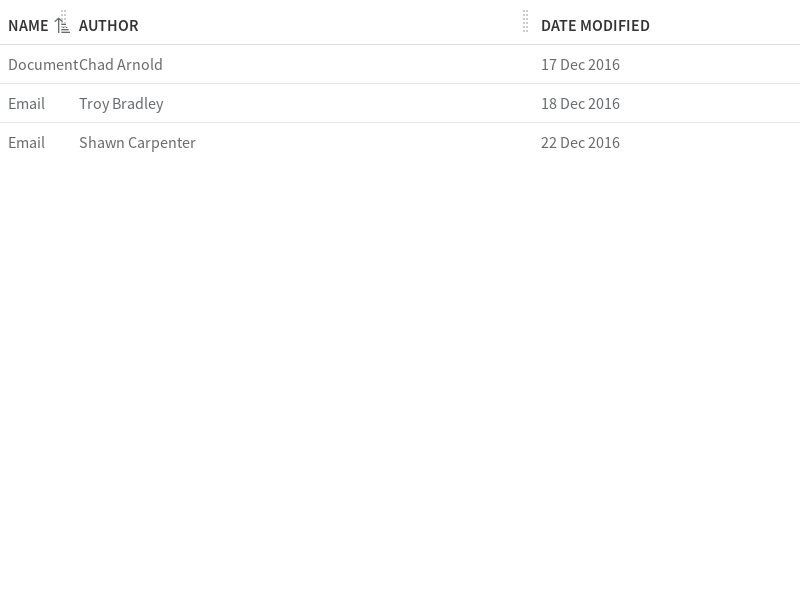 NAME AUTHOR DATE MODIFIED
Document Chad Arnold 17 Dec 2016
Email Troy Bradley 18 Dec 2016
Email Shawn Carpenter 22 Dec 2016